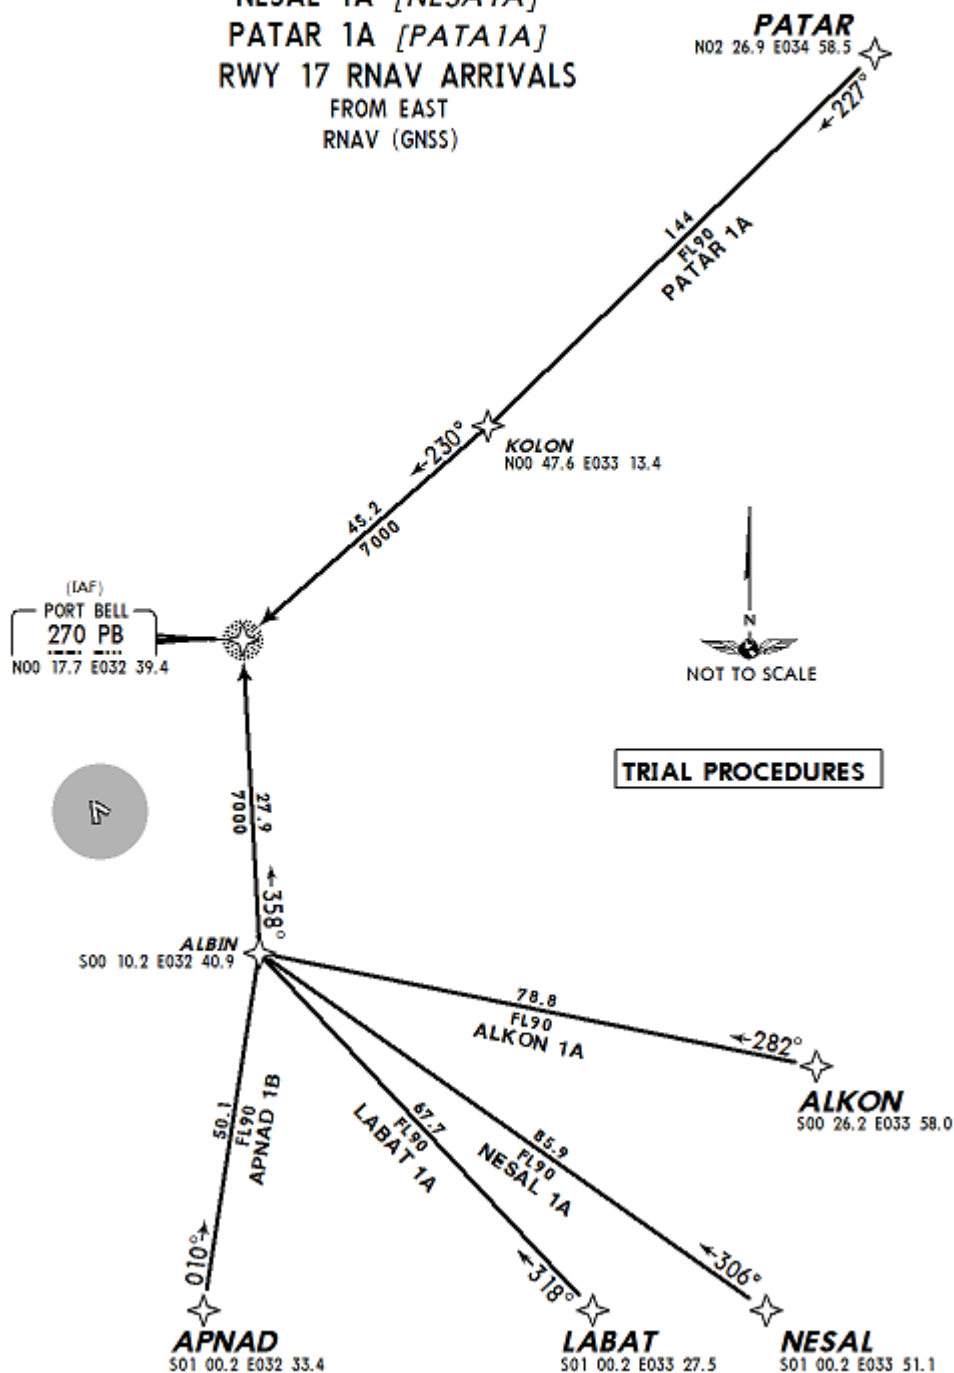 NESAL 1A [NESA1A]
PATAR 1A [PATA1A]
RWY 17 RNAV ARRIVALS
FROM EAST
RNAV (GNSS)
PATAR
N02 26.9 E034 58.5
227°
144
FL90
PATAR 1A
KOLON
N00 47.6 E033 13.4
230°
45.2
7000
(IAF)
PORT BELL
270 PB
N00 17.7 E032 39.4
N
NOT TO SCALE
TRIAL PROCEDURES
27.9
7000
358°
ALBIN
S00 10.2 E032 40.9
78.8
FL90
ALKON 1A
282°
ALKON
S00 26.2 E033 58.0
50.1
FL90
APNAD 1B
010°
APNAD
S01 00.2 E032 33.4
67.7
FL90
LABAT 1A
318°
LABAT
S01 00.2 E033 27.5
85.9
FL90
NESAL 1A
306°
NESAL
S01 00.2 E033 51.1